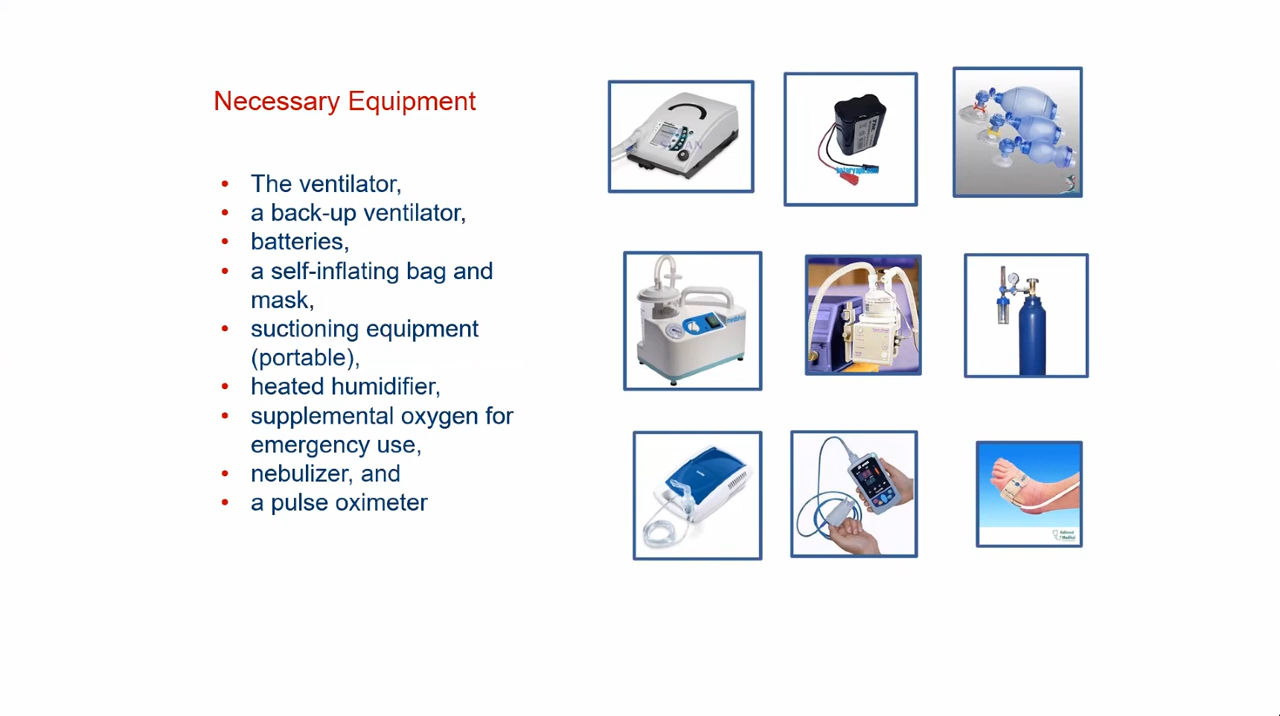 Necessary Equipment
The ventilator,
a back-up ventilator,
batteries,
a self-inflating bag and
mask,
suctioning equipment
(portable),
heated humidifier,
supplemental oxygen for
emergency use,
nebulizer, and
a pulse oximeter